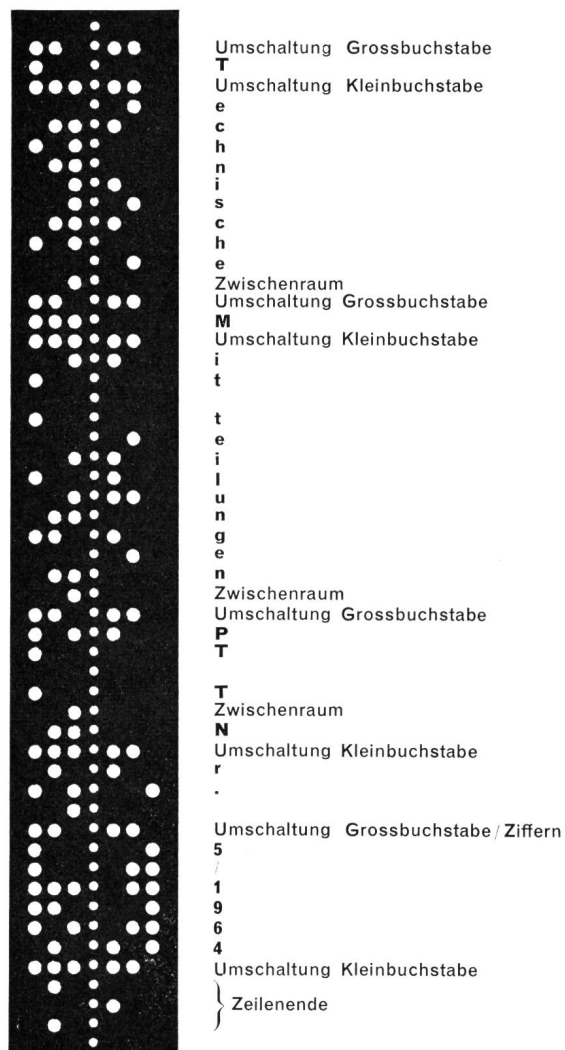 Umschaltung Grossbuchstabe
T
Umschaltung Kleinbuchstabe
e
c
h
n
i
s
c
h
e
Zwischenraum
Umschaltung Grossbuchstabe
M
Umschaltung Kleinbuchstabe
i
t
t
e
i
l
u
n
g
e
n
Zwischenraum
Umschaltung Grossbuchstabe
P
T
T
Zwischenraum
N
Umschaltung Kleinbuchstabe
r
.
Umschaltung Grossbuchstabe / Ziffern
5
/
1
9
6
4
Umschaltung Kleinbuchstabe
} Zeilenende